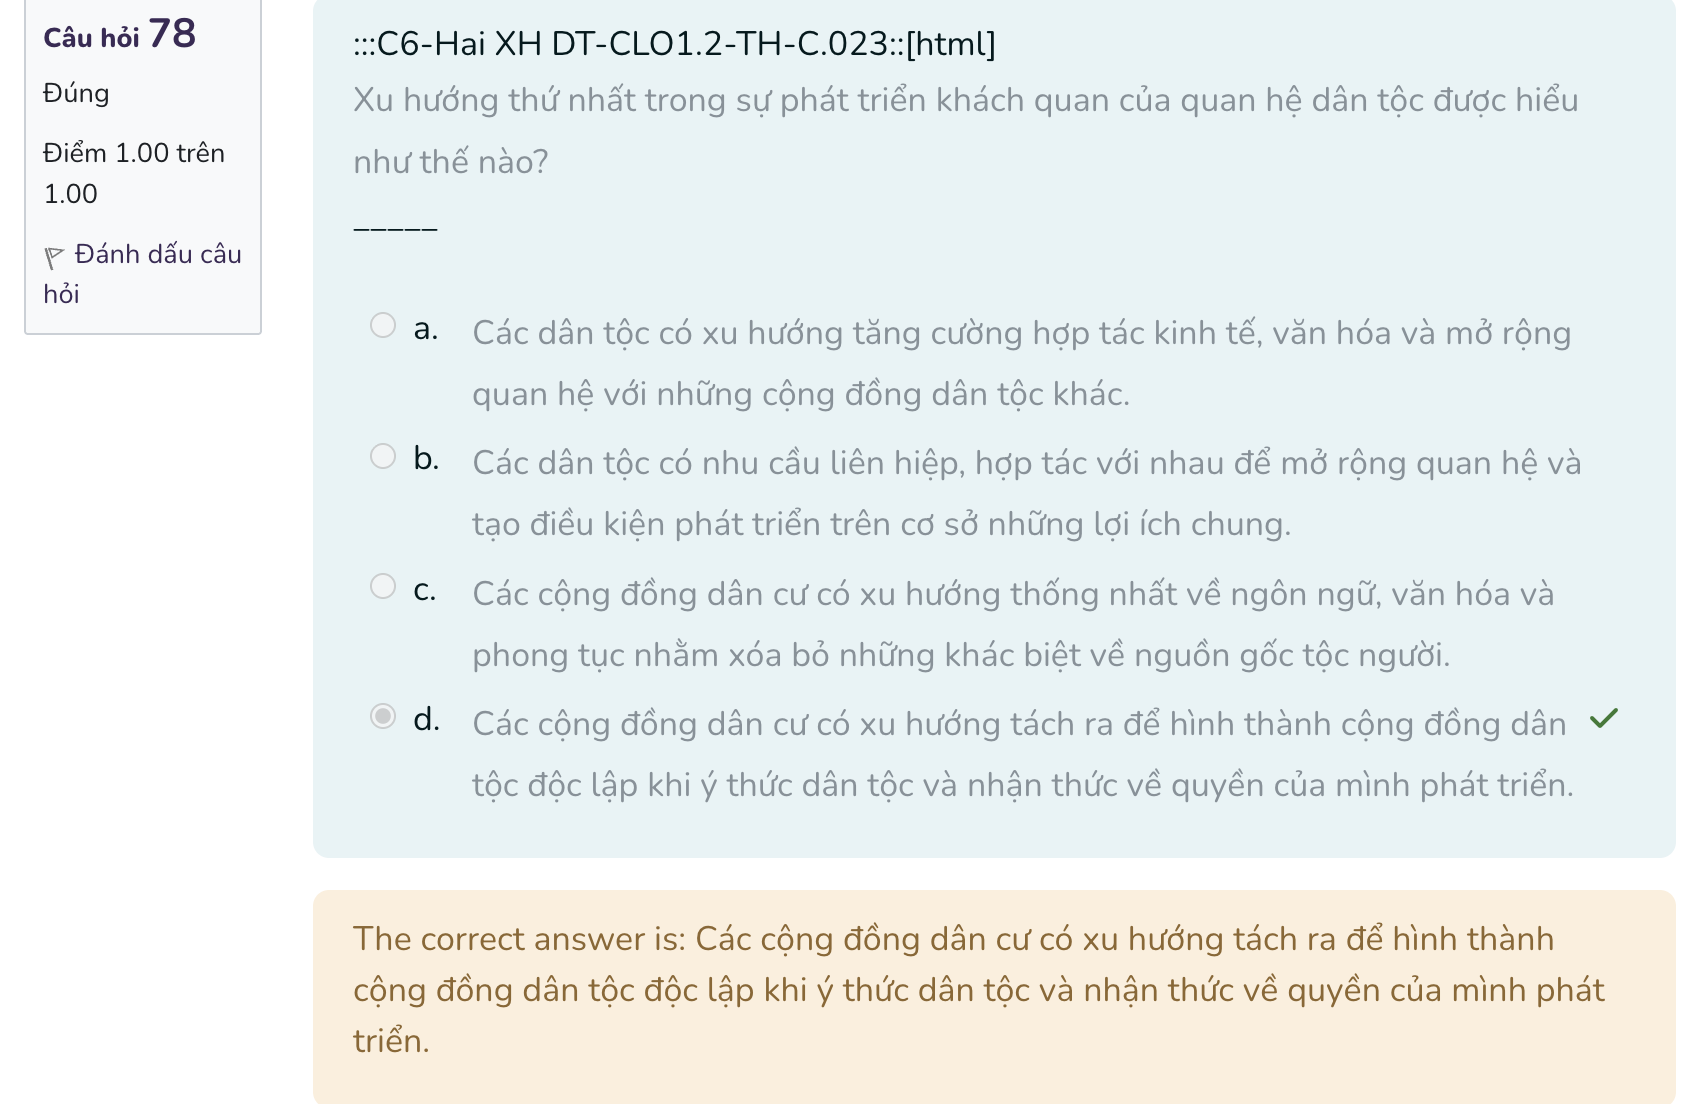 Câu hỏi 78
Đúng
Điểm 1.00 trên
1.00
Đánh dấu câu
hỏi
:::C6-Hai XH DT-CLO1.2-TH-C.023::[html]
Xu hướng thứ nhất trong sự phát triển khách quan của quan hệ dân tộc được hiểu
như thế nào?
_____
a. Các dân tộc có xu hướng tăng cường hợp tác kinh tế, văn hóa và mở rộng
quan hệ với những cộng đồng dân tộc khác.
b. Các dân tộc có nhu cầu liên hiệp, hợp tác với nhau để mở rộng quan hệ và
tạo điều kiện phát triển trên cơ sở những lợi ích chung.
c. Các cộng đồng dân cư có xu hướng thống nhất về ngôn ngữ, văn hóa và
phong tục nhằm xóa bỏ những khác biệt về nguồn gốc tộc người.
d. Các cộng đồng dân cư có xu hướng tách ra để hình thành cộng đồng dân
tộc độc lập khi ý thức dân tộc và nhận thức về quyền của mình phát triển.
The correct answer is: Các cộng đồng dân cư có xu hướng tách ra để hình thành
cộng đồng dân tộc độc lập khi ý thức dân tộc và nhận thức về quyền của mình phát
triển.